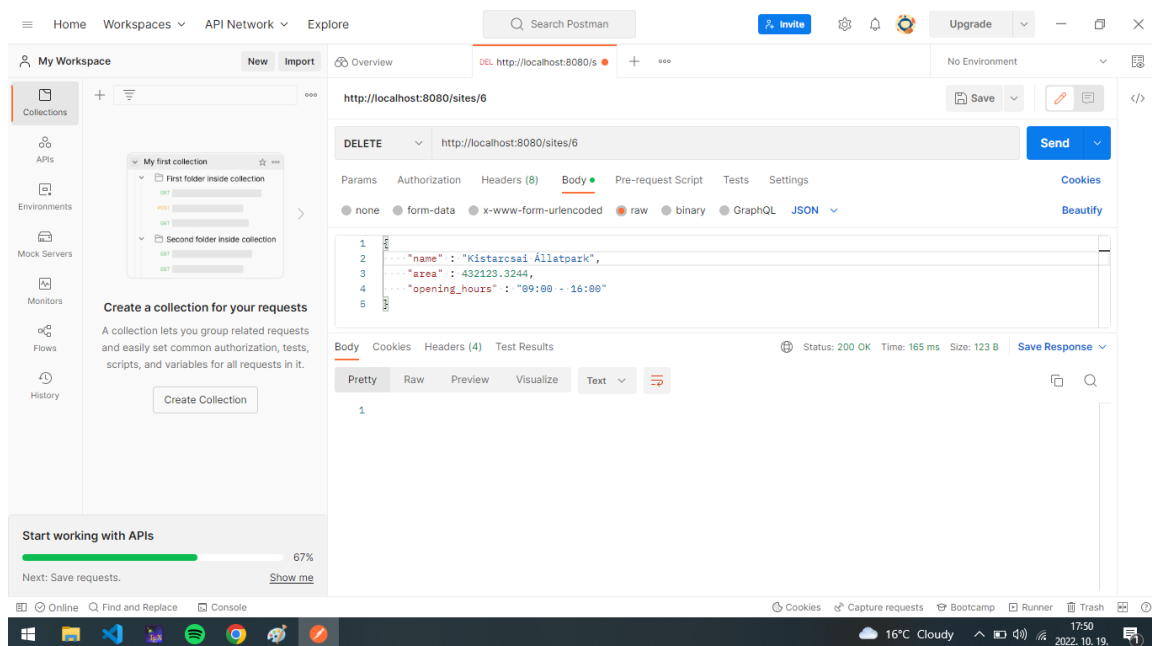 Home Workspaces API Network Explore Search Postman Invite Upgrade
My Workspace New Import Overview DEL http://localhost:8080/s No Environment
Collections
APIs
Environments
Mock Servers
Monitors
Flows
History
My first collection
First folder inside collection
GET
POST
GET
Second folder inside collection
GET
GET
Create a collection for your requests
A collection lets you group related requests
and easily set common authorization, tests,
scripts, and variables for all requests in it.
Create Collection
Start working with APIs
67%
Next: Save requests. Show me
http://localhost:8080/sites/6 Save
DELETE http://localhost:8080/sites/6 Send
Params Authorization Headers (8) Body Pre-request Script Tests Settings Cookies
none form-data x-www-form-urlencoded raw binary GraphQL JSON Beautify
1 {
2 "name" : "Kistarcsai Állatpark",
3 "area" : 432123.3244,
4 "opening_hours" : "09:00 - 16:00"
5 }
Body Cookies Headers (4) Test Results Status: 200 OK Time: 165 ms Size: 123 B Save Response
Pretty Raw Preview Visualize Text
1
Online Find and Replace Console Cookies Capture requests Bootcamp Runner Trash
16°C Cloudy 17:50
2022. 10. 19.